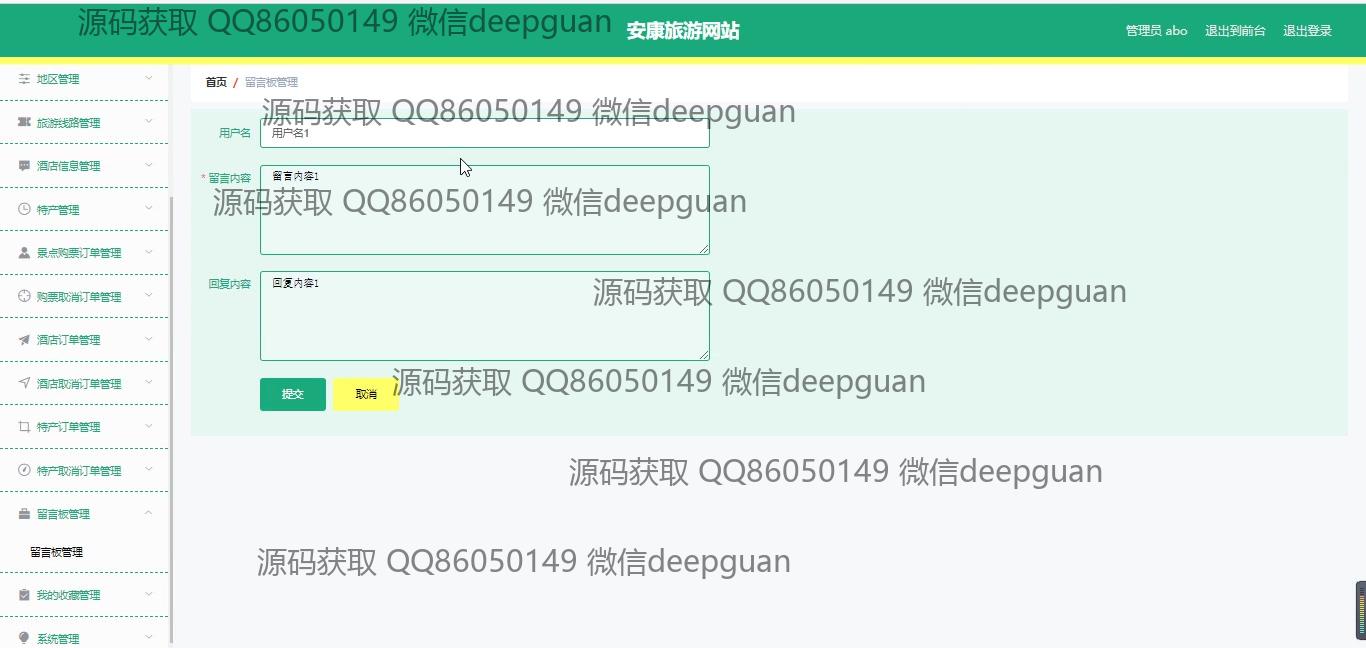 源码获取 QQ86050149 微信deepguan
安康旅游网站
管理员 abo 退出到前台 退出登录
地区管理
旅游线路管理
酒店信息管理
特产管理
景点购票订单管理
购票取消订单管理
酒店订单管理
酒店取消订单管理
特产订单管理
特产取消订单管理
留言板管理
留言板管理
我的收藏管理
系统管理
首页 / 留言板管理
源码获取 QQ86050149 微信deepguan
用户名 用户名1
* 留言内容 留言内容1
源码获取 QQ86050149 微信deepguan
回复内容 回复内容1
源码获取 QQ86050149 微信deepguan
提交 取消
源码获取 QQ86050149 微信deepguan
源码获取 QQ86050149 微信deepguan
源码获取 QQ86050149 微信deepguan